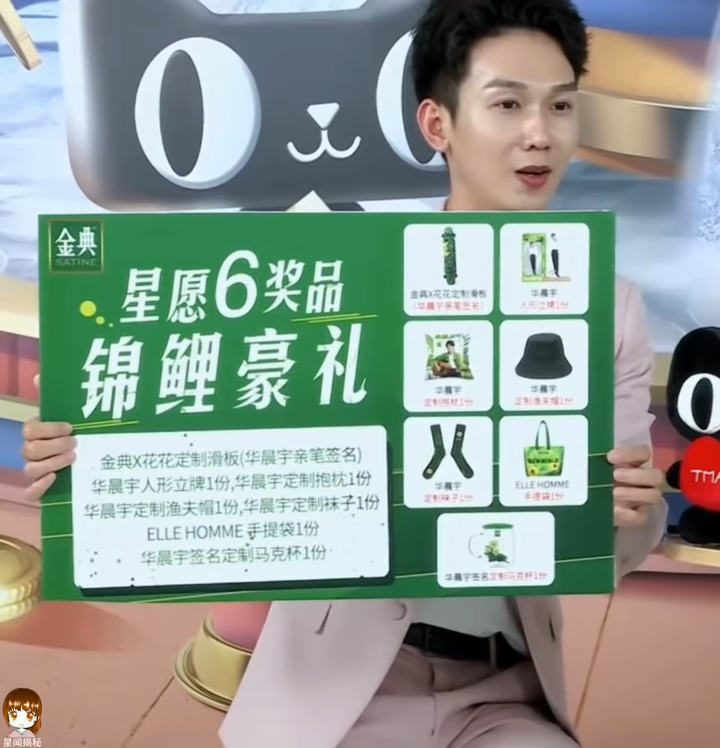 金典
SATINE
星愿6奖品
锦鲤豪礼
金典X花花定制滑板(华晨宇亲笔签名)
华晨宇人形立牌1份,华晨宇定制抱枕1份
华晨宇定制渔夫帽1份,华晨宇定制袜子1份
ELLE HOMME 手提袋1份
华晨宇签名定制马克杯1份
金典X花花定制滑板
(华晨宇亲笔签名)
华晨宇
人形立牌1份
华晨宇
定制抱枕1份
华晨宇
定制渔夫帽1份
华晨宇
定制袜子1份
ELLE HOMME
手提袋1份
华晨宇签名定制马克杯1份
TMA
星闻揭秘